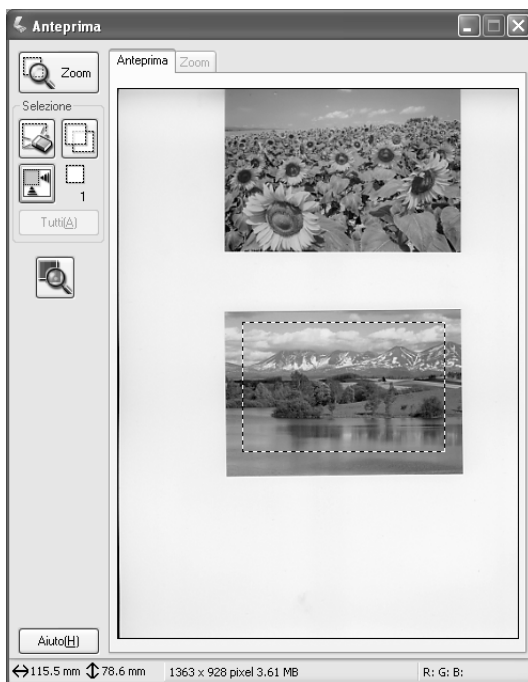 Anteprima
Zoom
Anteprima Zoom
Selezione
1
Tutti(A)
Aiuto(H)
115.5 mm 78.6 mm 1363 x 928 pixel 3.61 MB R: G: B: